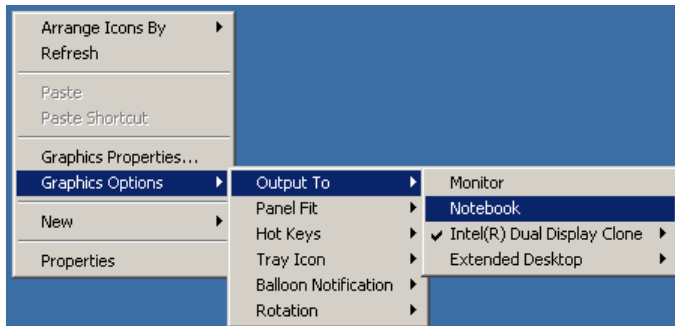 Arrange Icons By
Refresh
Paste
Paste Shortcut
Graphics Properties...
Graphics Options
New
Properties
Output To
Panel Fit
Hot Keys
Tray Icon
Balloon Notification
Rotation
Monitor
Notebook
Intel(R) Dual Display Clone
Extended Desktop